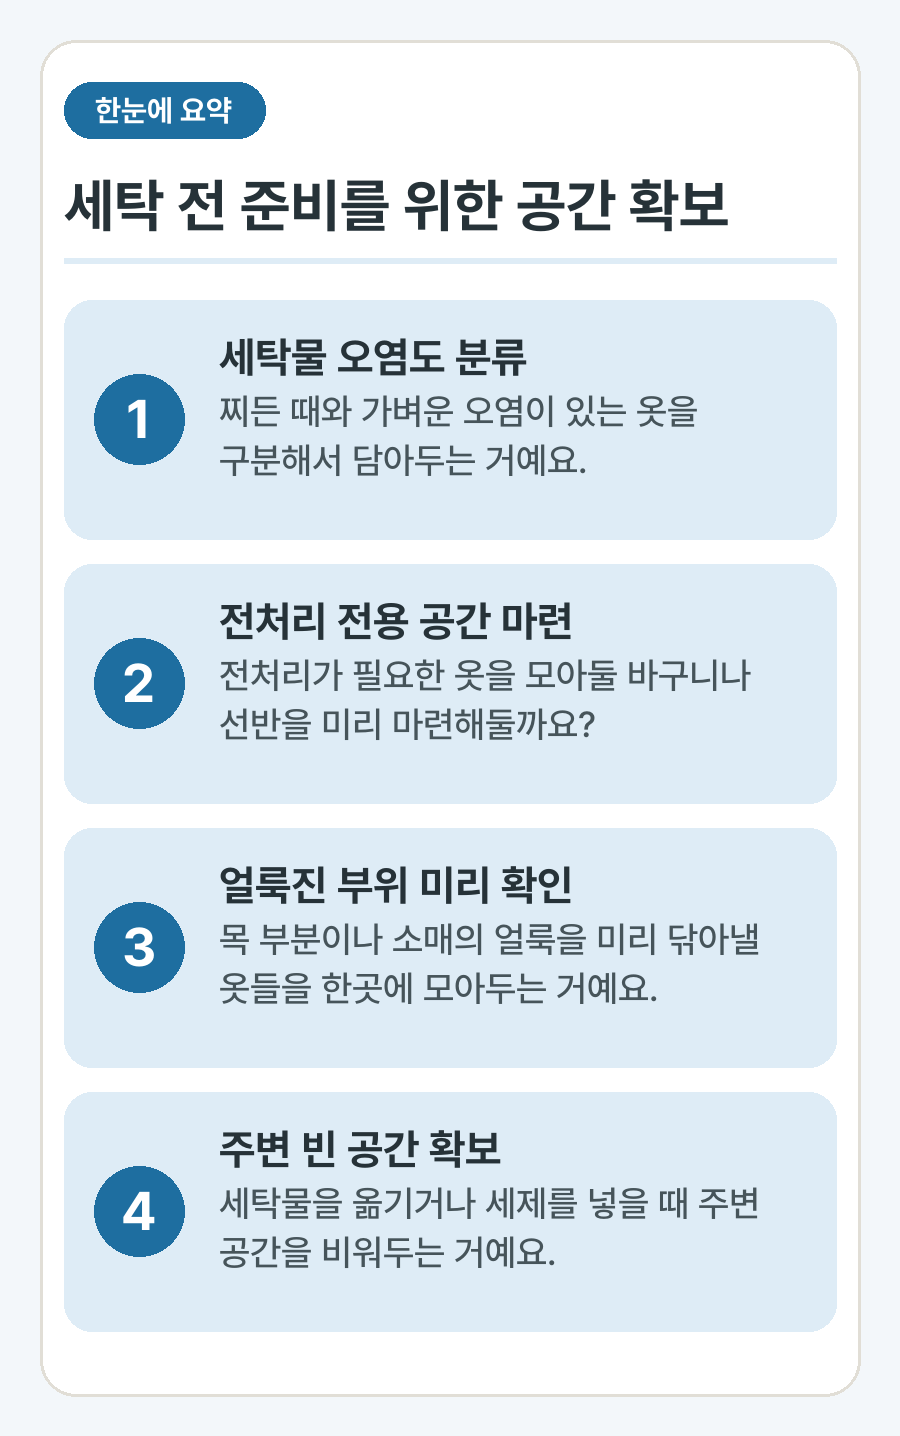 한눈에 요약
세탁 전 준비를 위한 공간 확보
1
세탁물 오염도 분류
찌든 때와 가벼운 오염이 있는 옷을
구분해서 담아두는 거예요.
2
전처리 전용 공간 마련
전처리가 필요한 옷을 모아둘 바구니나
선반을 미리 마련해둘까요?
3
얼룩진 부위 미리 확인
목 부분이나 소매의 얼룩을 미리 닦아낼
옷들을 한곳에 모아두는 거예요.
4
주변 빈 공간 확보
세탁물을 옮기거나 세제를 넣을 때 주변
공간을 비워두는 거예요.